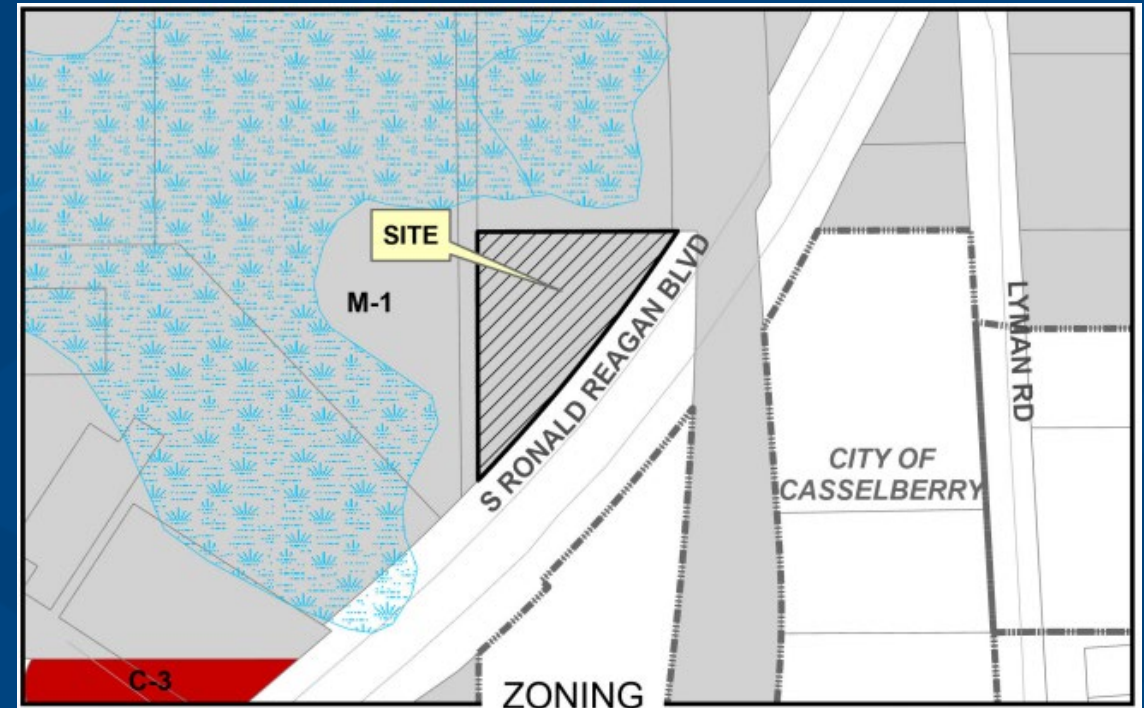 SITE
M-1
S RONALD REAGAN BLVD
LYMAN RD
CITY OF
CASSELBERRY
C-3
ZONING